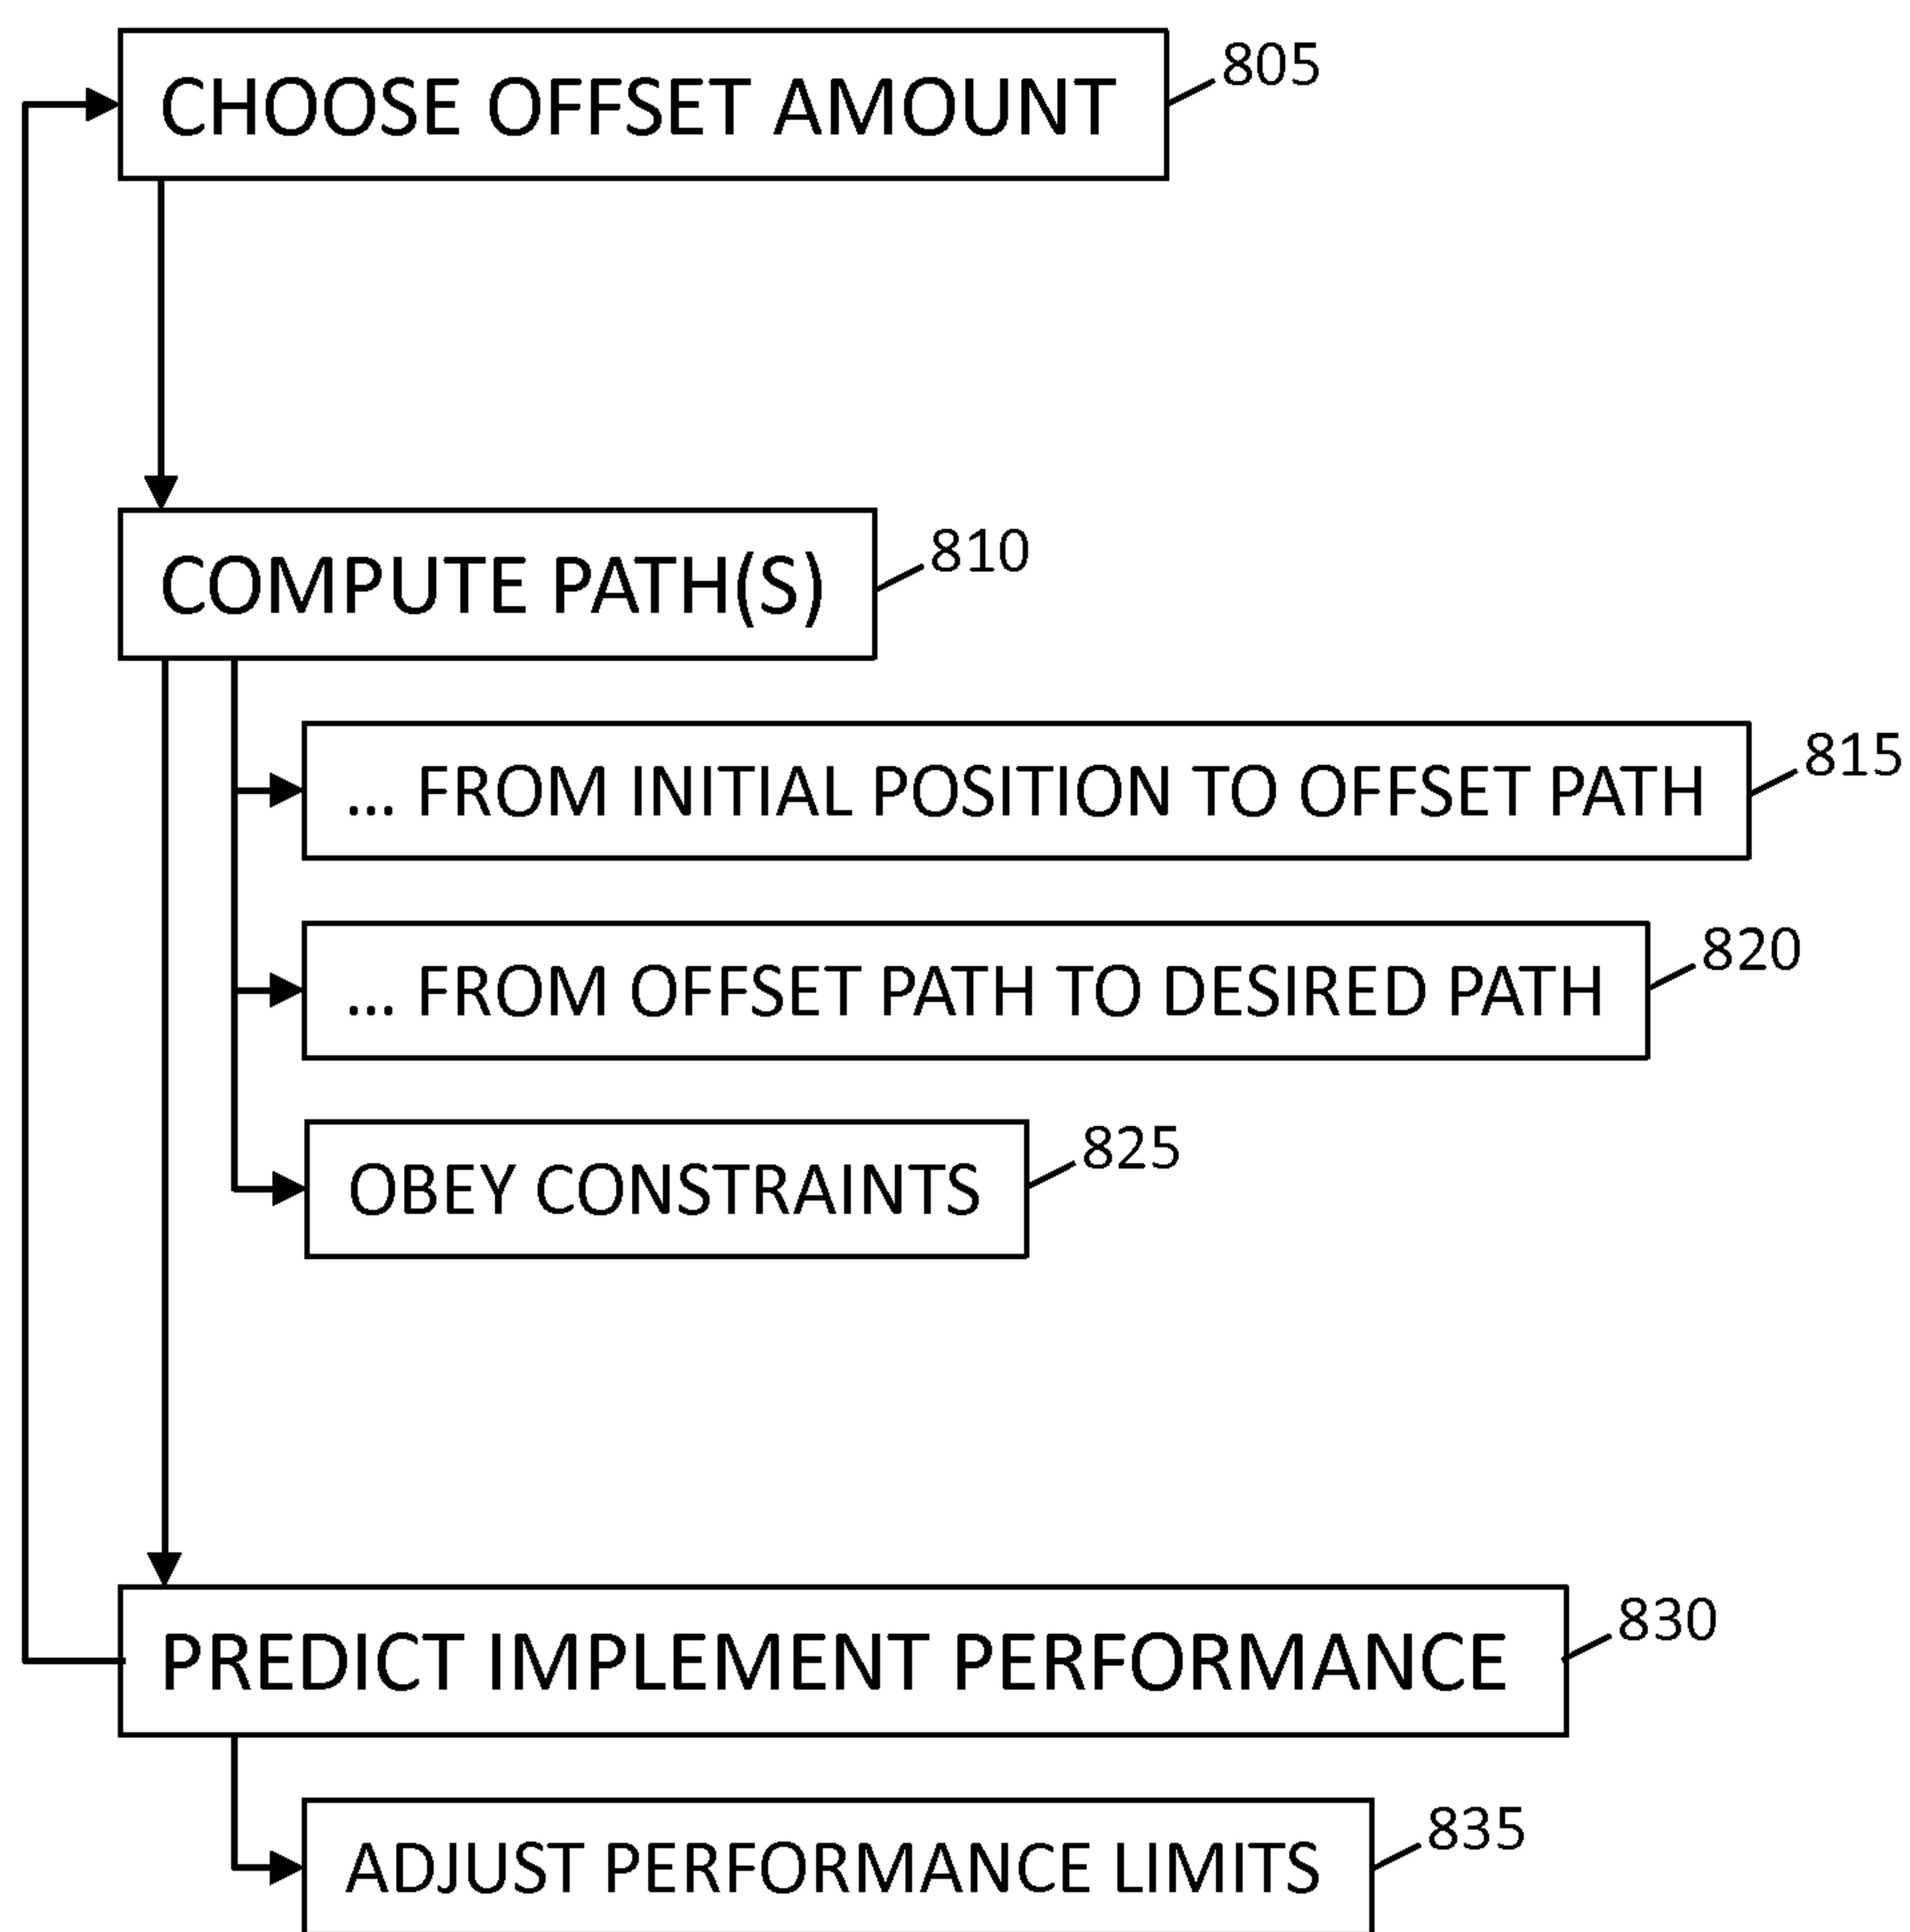 CHOOSE OFFSET AMOUNT
805
COMPUTE PATH(S)
810
... FROM INITIAL POSITION TO OFFSET PATH
815
... FROM OFFSET PATH TO DESIRED PATH
820
OBEY CONSTRAINTS
825
PREDICT IMPLEMENT PERFORMANCE
830
ADJUST PERFORMANCE LIMITS
835